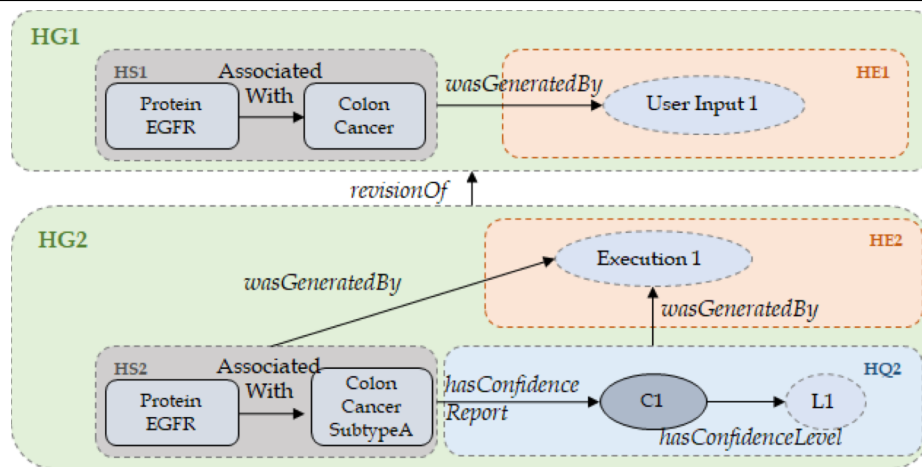 HG1
HS1
Associated
With
Protein
EGFR
Colon
Cancer
wasGeneratedBy
HE1
User Input 1
revisionOf
HG2
HE2
Execution 1
wasGeneratedBy
wasGeneratedBy
HS2
Associated
With
Protein
EGFR
Colon
Cancer
SubtypeA
hasConfidence
Report
HQ2
C1
L1
hasConfidenceLevel